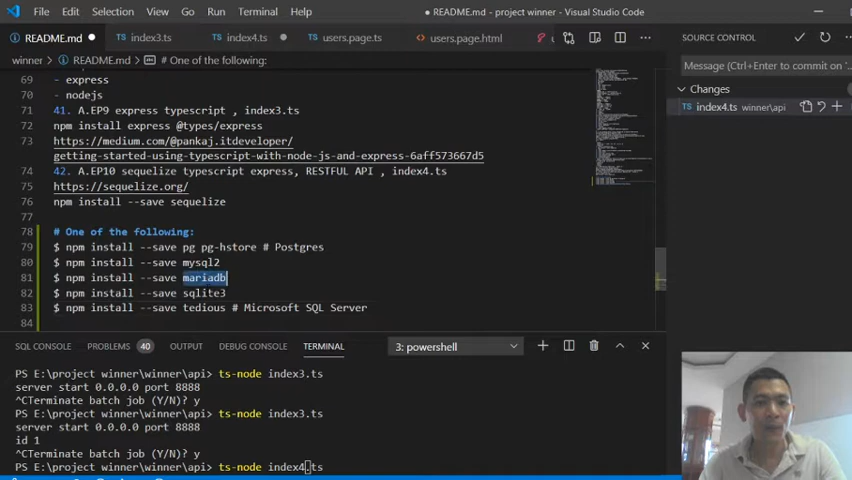 File Edit Selection View Go Run Terminal Help
● README.md - project winner - Visual Studio Code
README.md ● index3.ts index4.ts ● users.page.ts users.page.html
SOURCE CONTROL
winner > README.md > # One of the following:
Message (Ctrl+Enter to commit on
Changes
index4.ts winner\api
69 - express
70 - nodejs
71 41. A.EP9 express typescript , index3.ts
72 npm install express @types/express
73 https://medium.com/@pankaj.itdeveloper/
getting-started-using-typescript-with-node-js-and-express-6aff573667d5
74 42. A.EP10 sequelize typescript express, RESTFUL API , index4.ts
75 https://sequelize.org/
76 npm install --save sequelize
77
78 # One of the following:
79 $ npm install --save pg pg-hstore # Postgres
80 $ npm install --save mysql2
81 $ npm install --save mariadb
82 $ npm install --save sqlite3
83 $ npm install --save tedious # Microsoft SQL Server
84
SQL CONSOLE PROBLEMS 40 OUTPUT DEBUG CONSOLE TERMINAL 3: powershell
PS E:\project winner\winner\api> ts-node index3.ts
server start 0.0.0.0 port 8888
^CTerminate batch job (Y/N)? y
PS E:\project winner\winner\api> ts-node index3.ts
server start 0.0.0.0 port 8888
id 1
^CTerminate batch job (Y/N)? y
PS E:\project winner\winner\api> ts-node index4.ts